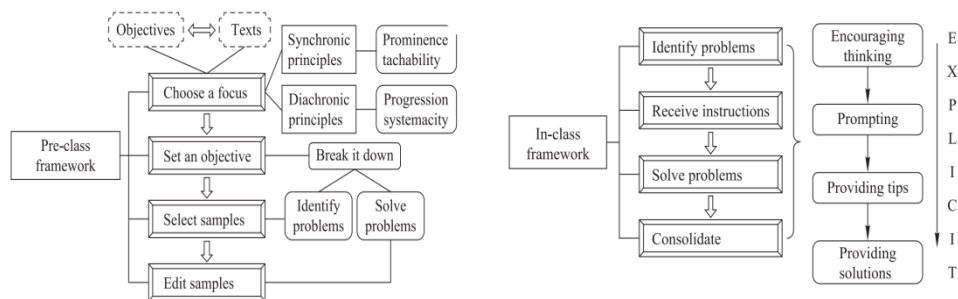 Objectives
Texts
Synchronic
principles
Prominence
tachability
Choose a focus
Diachronic
principles
Progression
systemacity
Pre-class
framework
Set an objective
Break it down
Select samples
Identify
problems
Solve
problems
Edit samples
In-class
framework
Identify problems
Receive instructions
Solve problems
Consolidate
Encouraging
thinking
Prompting
Providing tips
Providing
solutions
E
X
P
L
I
C
I
T